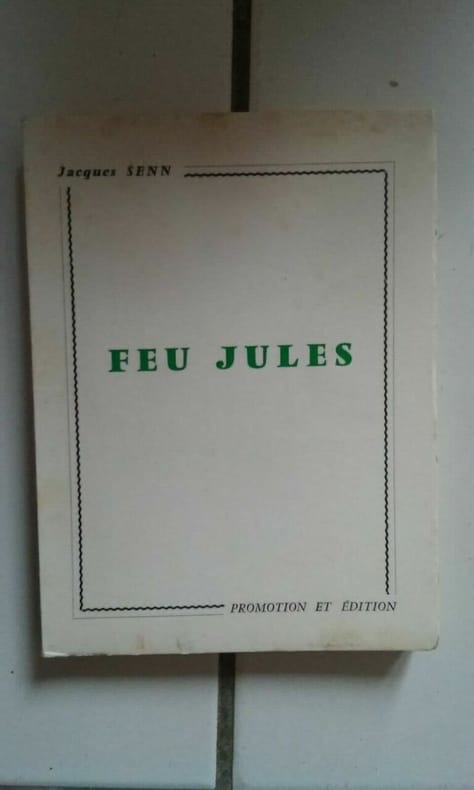 Jacques SENN
FEU JULES
PROMOTION ET ÉDITION